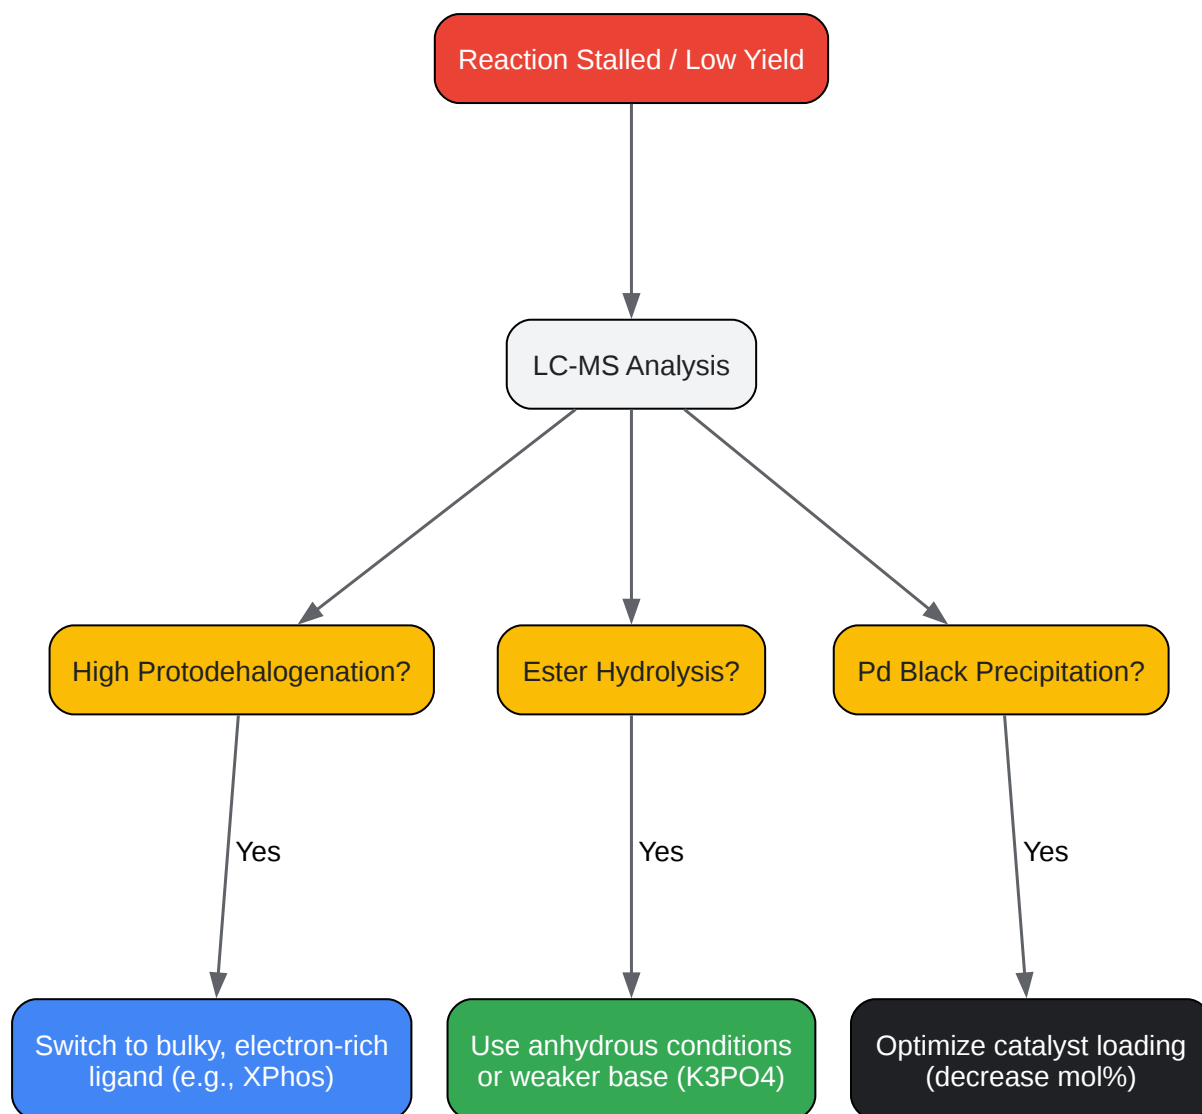 Reaction Stalled / Low Yield
LC-MS Analysis
High Protodehalogenation?
Ester Hydrolysis?
Pd Black Precipitation?
Yes
Yes
Yes
Switch to bulky, electron-rich
ligand (e.g., XPhos)
Use anhydrous conditions
or weaker base (K3PO4)
Optimize catalyst loading
(decrease mol%)